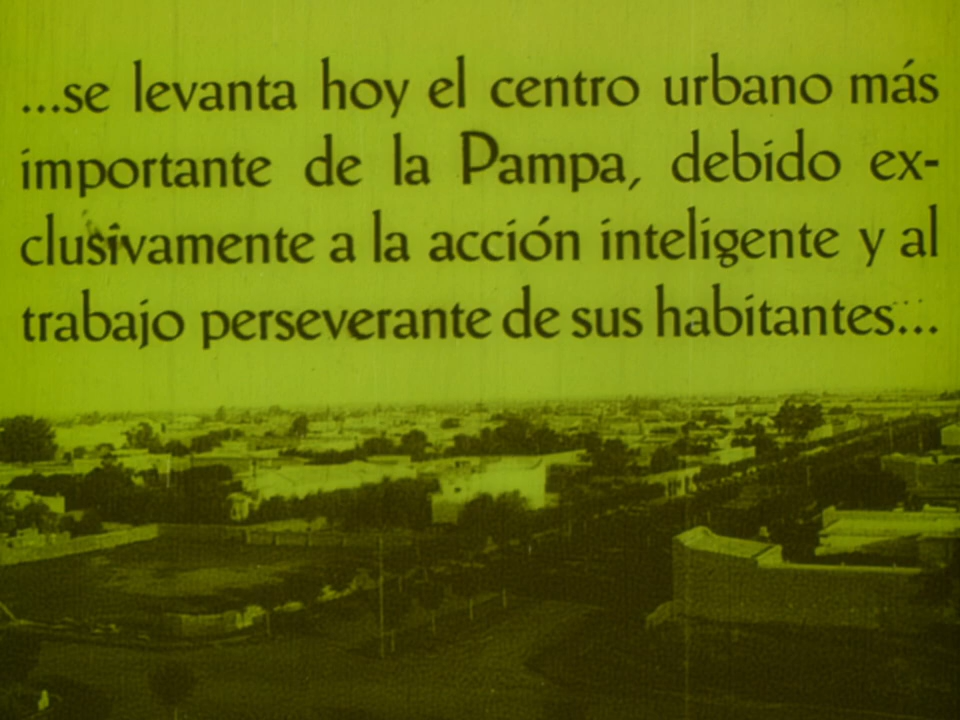 ...se levanta hoy el centro urbano más
importante de la Pampa, debido ex-
clusivamente a la acción inteligente y al
trabajo perseverante de sus habitantes...